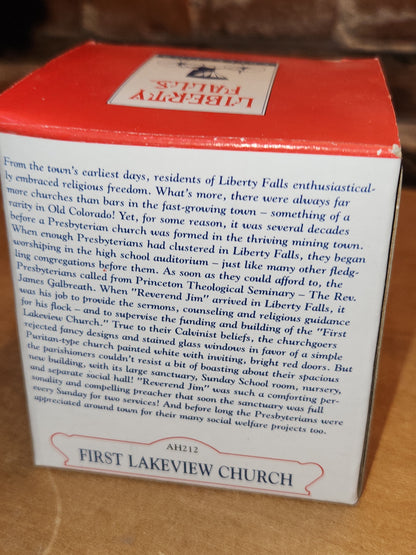 LIBERTY
FALLS
From the town's earliest days, residents of Liberty Falls enthusiastical-
ly embraced religious freedom. What's more, there were always far
more churches than bars in the fast-growing town – something of a
rarity in Old Colorado! Yet, for some reason, it was several decades
before a Presbyterian church was formed in the thriving mining town.
When enough Presbyterians had clustered in Liberty Falls, they began
worshiping in the high school auditorium – just like many other fledg-
ling congregations before them. As soon as they could afford to, the
Presbyterians called from Princeton Theological Seminary – The Rev.
James Galbreath. When "Reverend Jim" arrived in Liberty Falls, it
was his job to provide the sermons, counseling and religious guidance
for his flock – and to supervise the funding and building of the "First
Lakeview Church." True to their Calvinist beliefs, the churchgoers
rejected fancy designs and stained glass windows in favor of a simple
Puritan-type church painted white with inviting, bright red doors. But
the parishioners couldn't resist a bit of boasting about their spacious
new building, with its large sanctuary, Sunday School room, nursery,
and separate social hall! "Reverend Jim" was such a comforting per-
sonality and compelling preacher that soon the sanctuary was full
every Sunday for two services! And before long the Presbyterians were
appreciated around town for their many social welfare projects too.
AH212
FIRST LAKEVIEW CHURCH